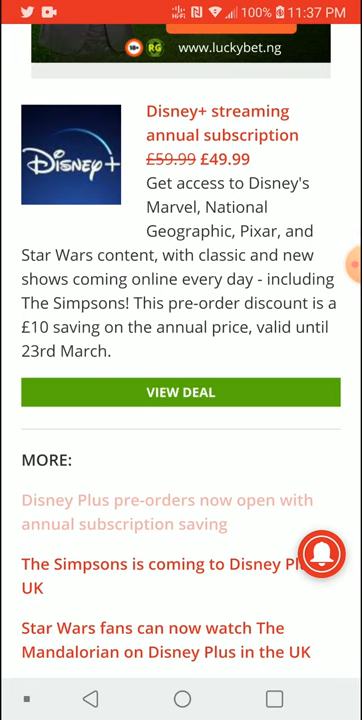 100% 11:37 PM
18+ RG www.luckybet.ng
Disney+ streaming
annual subscription
£59.99 £49.99
Disney+
Get access to Disney's
Marvel, National
Geographic, Pixar, and
Star Wars content, with classic and new
shows coming online every day - including
The Simpsons! This pre-order discount is a
£10 saving on the annual price, valid until
23rd March.
VIEW DEAL
MORE:
Disney Plus pre-orders now open with
annual subscription saving
The Simpsons is coming to Disney Pl
UK
Star Wars fans can now watch The
Mandalorian on Disney Plus in the UK